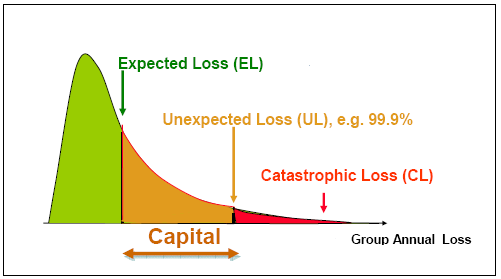 Expected Loss (EL)
Unexpected Loss (UL), e.g. 99.9%
Catastrophic Loss (CL)
Capital
Group Annual Loss